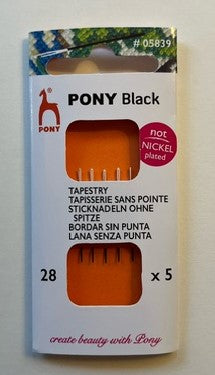 # 05839
PONY
PONY Black
not
NICKEL
plated
TAPESTRY
TAPISSERIE SANS POINTE
STICKNADELN OHNE
SPITZE
BORDAR SIN PUNTA
LANA SENZA PUNTA
28
x 5
create beauty with Pony